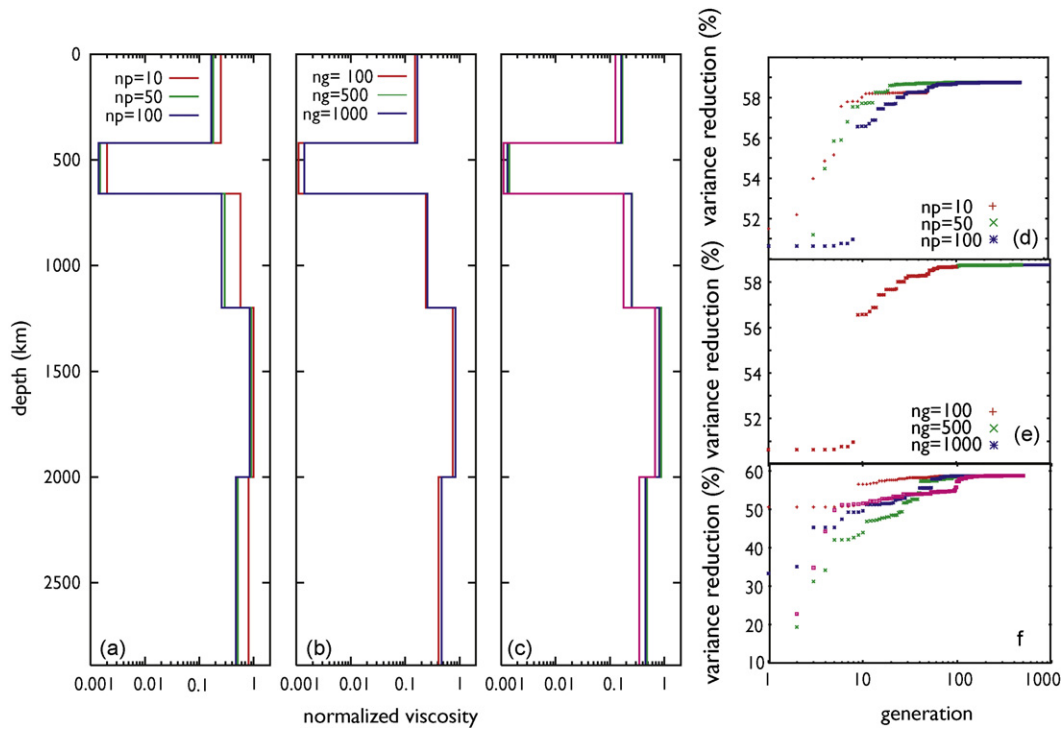 0
500
1000
1500
2000
2500
depth (km)
np=10
np=50
np=100
(a)
0.001
0.01
0.1
1
ng= 100
ng=500
ng=1000
(b)
0.001
0.01
0.1
1
(c)
0.001
0.01
0.1
1
normalized viscosity
variance reduction (%)
58
56
54
52
np=10
np=50
np=100
(d)
variance reduction (%)
58
56
54
52
ng=100
ng=500
ng=1000
(e)
variance reduction (%)
60
50
40
30
20
10
f
1
10
100
1000
generation